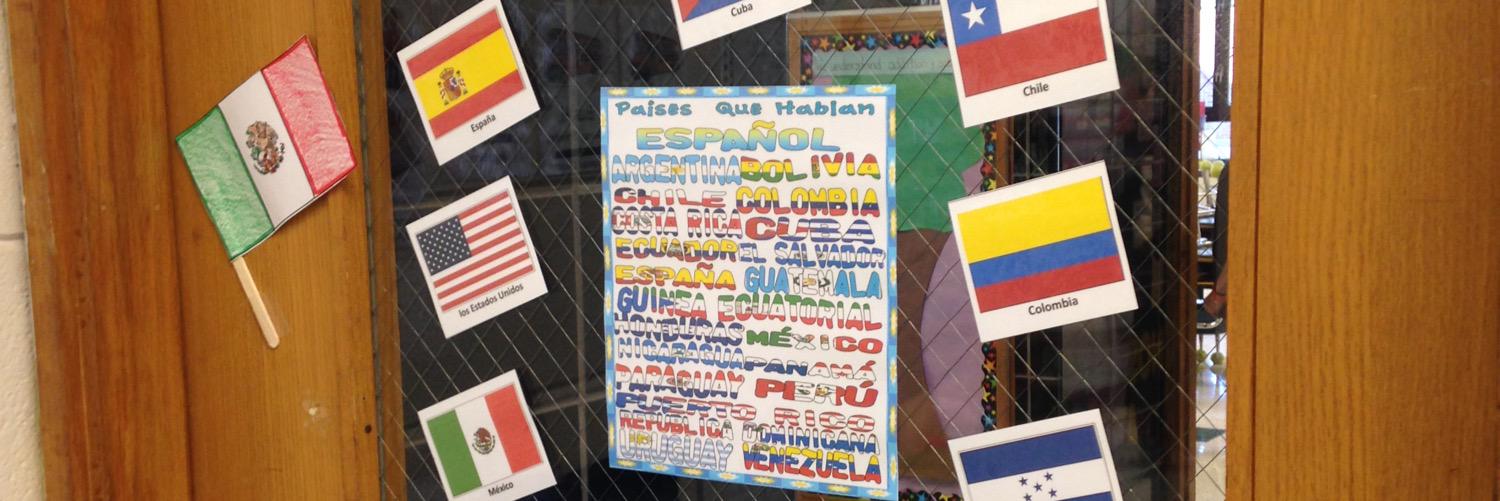 España
Cuba
Chile
los Estados Unidos
Colombia
México
Países Que Hablan
ESPAÑOL
ARGENTINA BOLIVIA
CHILE COLOMBIA
COSTA RICA CUBA
ECUADOR EL SALVADOR
ESPAÑA GUATEMALA
GUINEA ECUATORIAL
HONDURAS MÉXICO
NICARAGUA PANAMÁ
PARAGUAY PERÚ
PUERTO RICO
REPÚBLICA DOMINICANA
URUGUAY VENEZUELA